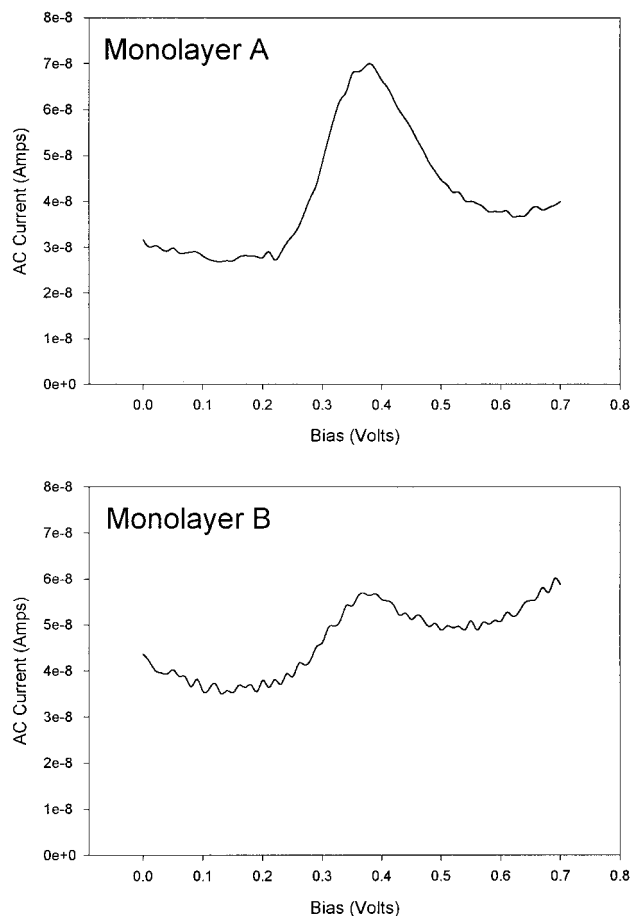 8e-8
Monolayer A
7e-8
6e-8
5e-8
4e-8
3e-8
2e-8
1e-8
0e+0
AC Current (Amps)
0.0 0.1 0.2 0.3 0.4 0.5 0.6 0.7 0.8
Bias (Volts)
8e-8
Monolayer B
7e-8
6e-8
5e-8
4e-8
3e-8
2e-8
1e-8
0e+0
AC Current (Amps)
0.0 0.1 0.2 0.3 0.4 0.5 0.6 0.7 0.8
Bias (Volts)